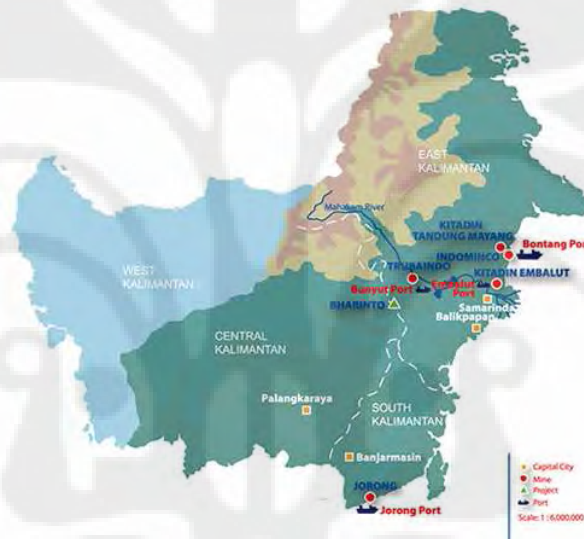 EAST
KALIMANTAN
Mahakam River
KITADIN
TANDUNG MAYANG
Bontang Port
INDOMINCO
WEST
KALIMANTAN
TRUBAINDO
KITADIN EMBALUT
Bunyut Port
Embalut
Port
BHARINTO
Samarinda
Balikpapan
CENTRAL
KALIMANTAN
Palangkaraya
SOUTH
KALIMANTAN
Banjarmasin
JORONG
Jorong Port
Capital City
Mine
Project
Port
Scale: 1 : 6,000,000